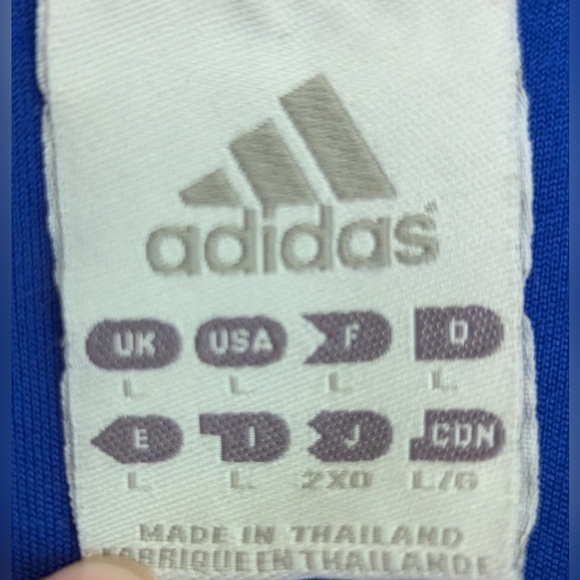 adidas
UK USA F D
L L L L
E I J CDN
L L 2XO L/G
MADE IN THAILAND
FABRIQUE EN THAILANDE